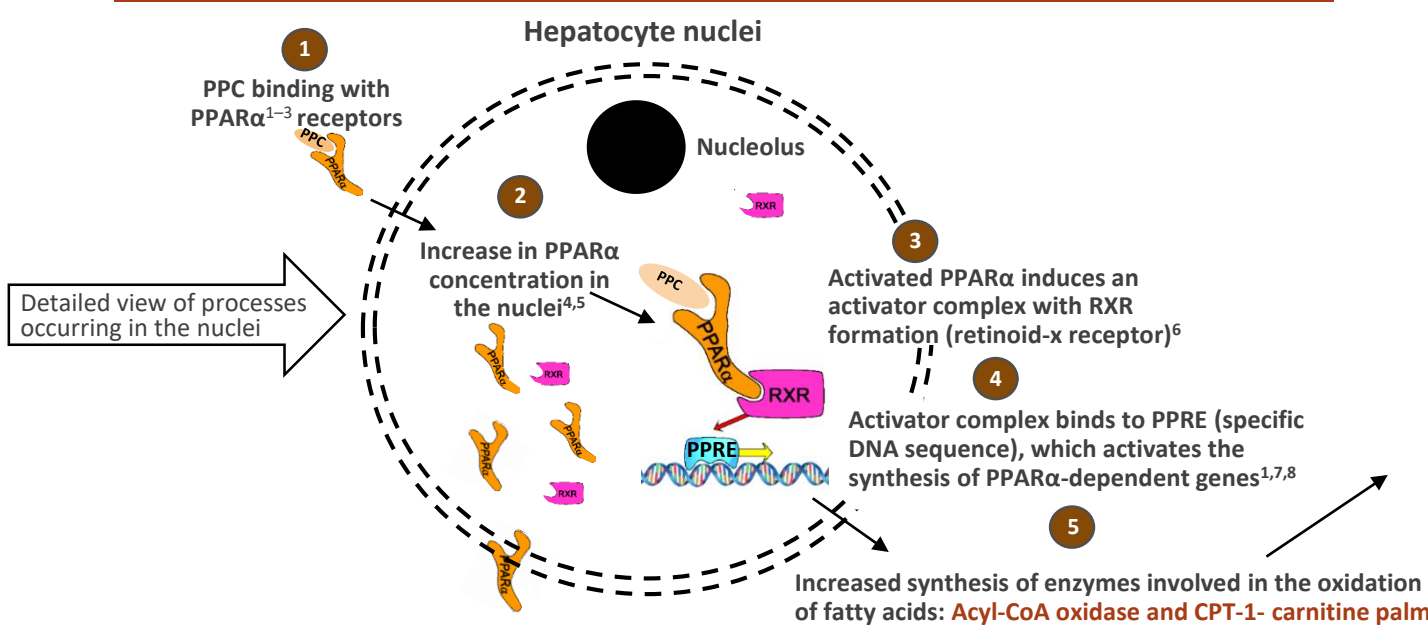 Hepatocyte nuclei
1
PPC binding with
PPARα¹⁻³ receptors
PPC
PPARα
Nucleolus
RXR
2
Increase in PPARα
concentration in
the nuclei⁴,⁵
Detailed view of processes
occurring in the nuclei
PPC
PPARα
RXR
PPRE
PPARα
RXR
PPARα
PPARα
RXR
PPARα
3
Activated PPARα induces an
activator complex with RXR
formation (retinoid-x receptor)⁶
4
Activator complex binds to PPRE (specific
DNA sequence), which activates the
synthesis of PPARα-dependent genes¹,⁷,⁸
5
Increased synthesis of enzymes involved in the oxidation
of fatty acids: Acyl-CoA oxidase and CPT-1- carnitine palm